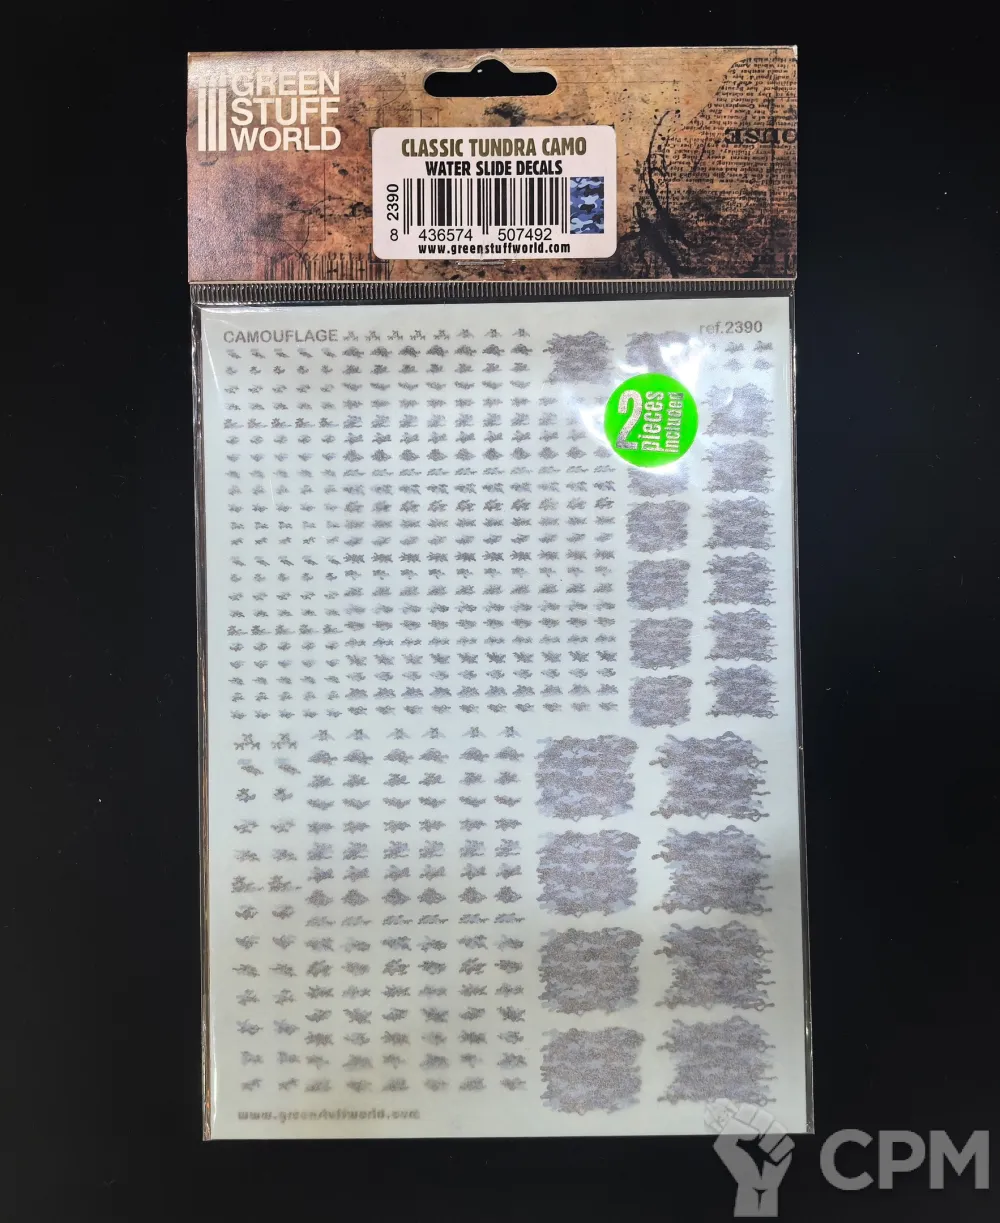 GREEN
STUFF
WORLD
CLASSIC TUNDRA CAMO
WATER SLIDE DECALS
2390
8 436574 507492
www.greenstuffworld.com
CAMOUFLAGE
ref.2390
2
pieces
included
www.greenstuffworld.com
CPM